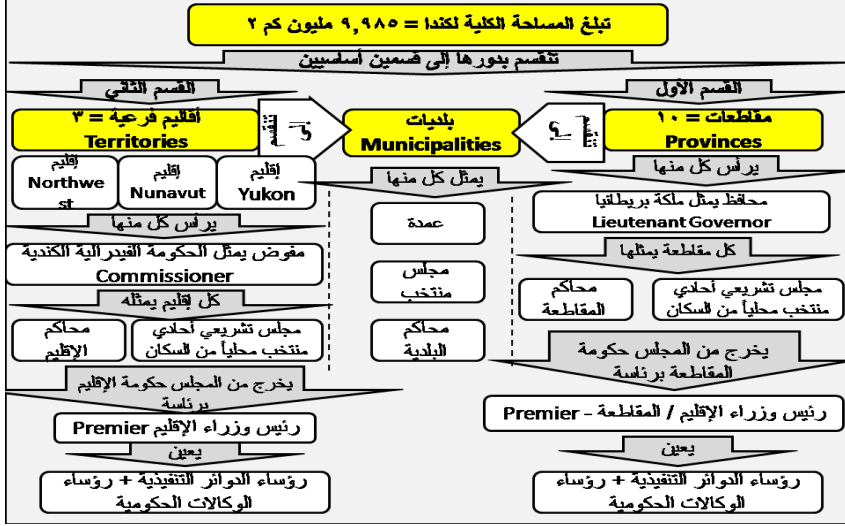 تبلغ المساحة الكلية لكندا = ٩,٩٨٥ مليون كم ٢
تنقسم بدورها إلى قسمين أساسيين
القسم الأول
مقاطعات = ١٠
Provinces
تنقسم إلى
بلديات
Municipalities
القسم الثاني
أقاليم فرعية = ٣
Territories
تنقسم إلى
يرأس كل منها
محافظ يمثل ملكة بريطانيا
Lieutenant Governor
كل مقاطعة يمثلها
مجلس تشريعي أحادي
منتخب محلياً من السكان
محاكم
المقاطعة
يخرج من المجلس حكومة
المقاطعة برئاسة
رئيس وزراء الإقليم / المقاطعة – Premier
يعين
رؤساء الدوائر التنفيذية + رؤساء
الوكالات الحكومية
يمثل كل منها
عمدة
مجلس
منتخب
محاكم
البلدية
إقليم
Yukon
إقليم
Nunavut
إقليم
Northwe
st
يرأس كل منها
مفوض يمثل الحكومة الفيدرالية الكندية
Commissioner
كل إقليم يمثله
مجلس تشريعي أحادي
منتخب محلياً من السكان
محاكم
الإقليم
يخرج من المجلس حكومة الإقليم
برئاسة
رئيس وزراء الإقليم Premier
يعين
رؤساء الدوائر التنفيذية + رؤساء
الوكالات الحكومية